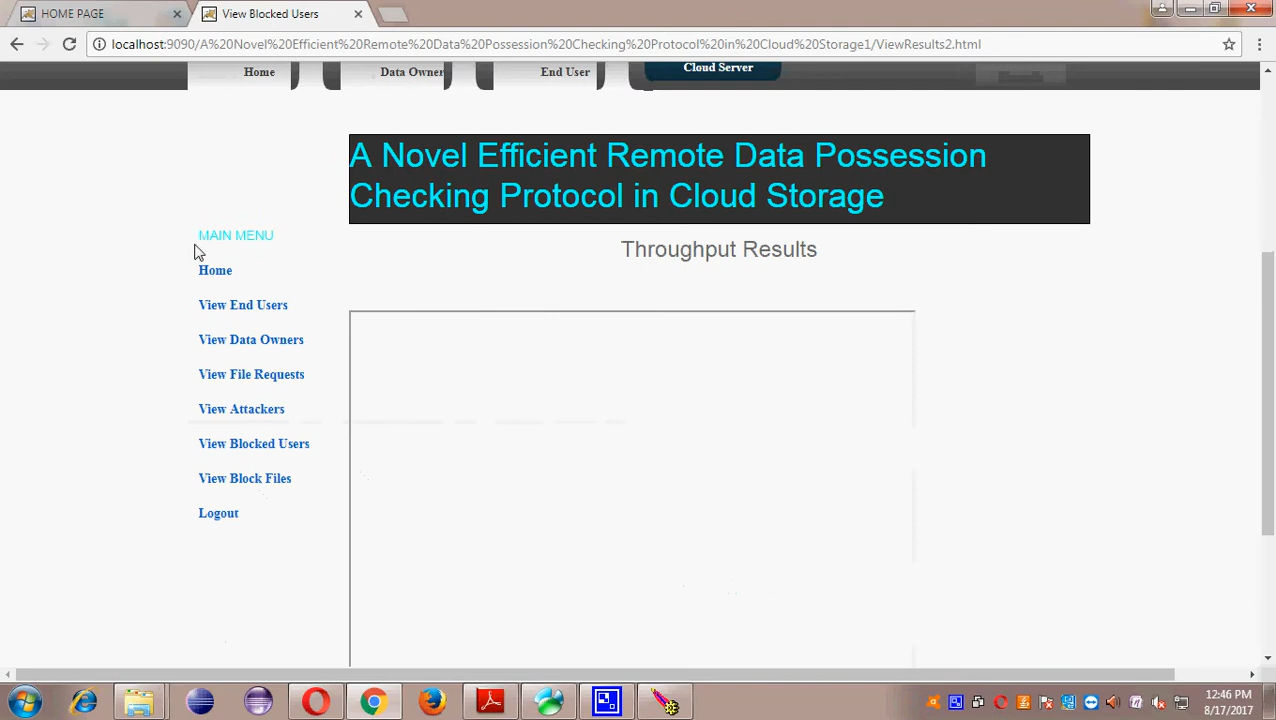 HOME PAGE
View Blocked Users
localhost:9090/A%20Novel%20Efficient%20Remote%20Data%20Possession%20Checking%20Protocol%20in%20Cloud%20Storage1/ViewResults2.html
Home
Data Owner
End User
Cloud Server
A Novel Efficient Remote Data Possession
Checking Protocol in Cloud Storage
MAIN MENU
Throughput Results
Home
View End Users
View Data Owners
View File Requests
View Attackers
View Blocked Users
View Block Files
Logout
12:46 PM
8/17/2017